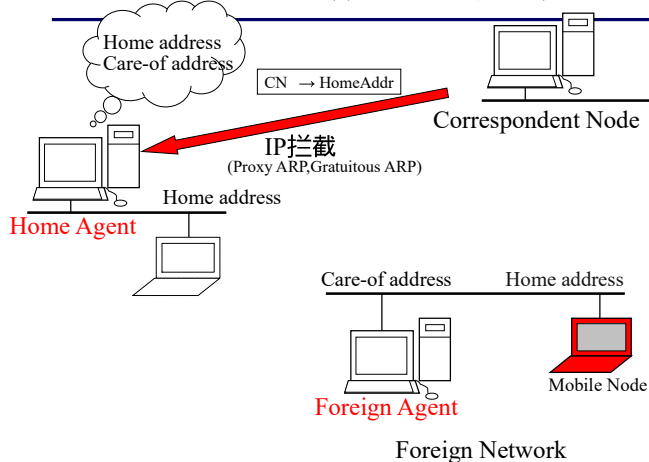 Home address
Care-of address
CN → HomeAddr
Correspondent Node
IP拦截
(Proxy ARP,Gratuitous ARP)
Home address
Home Agent
Care-of address
Home address
Mobile Node
Foreign Agent
Foreign Network